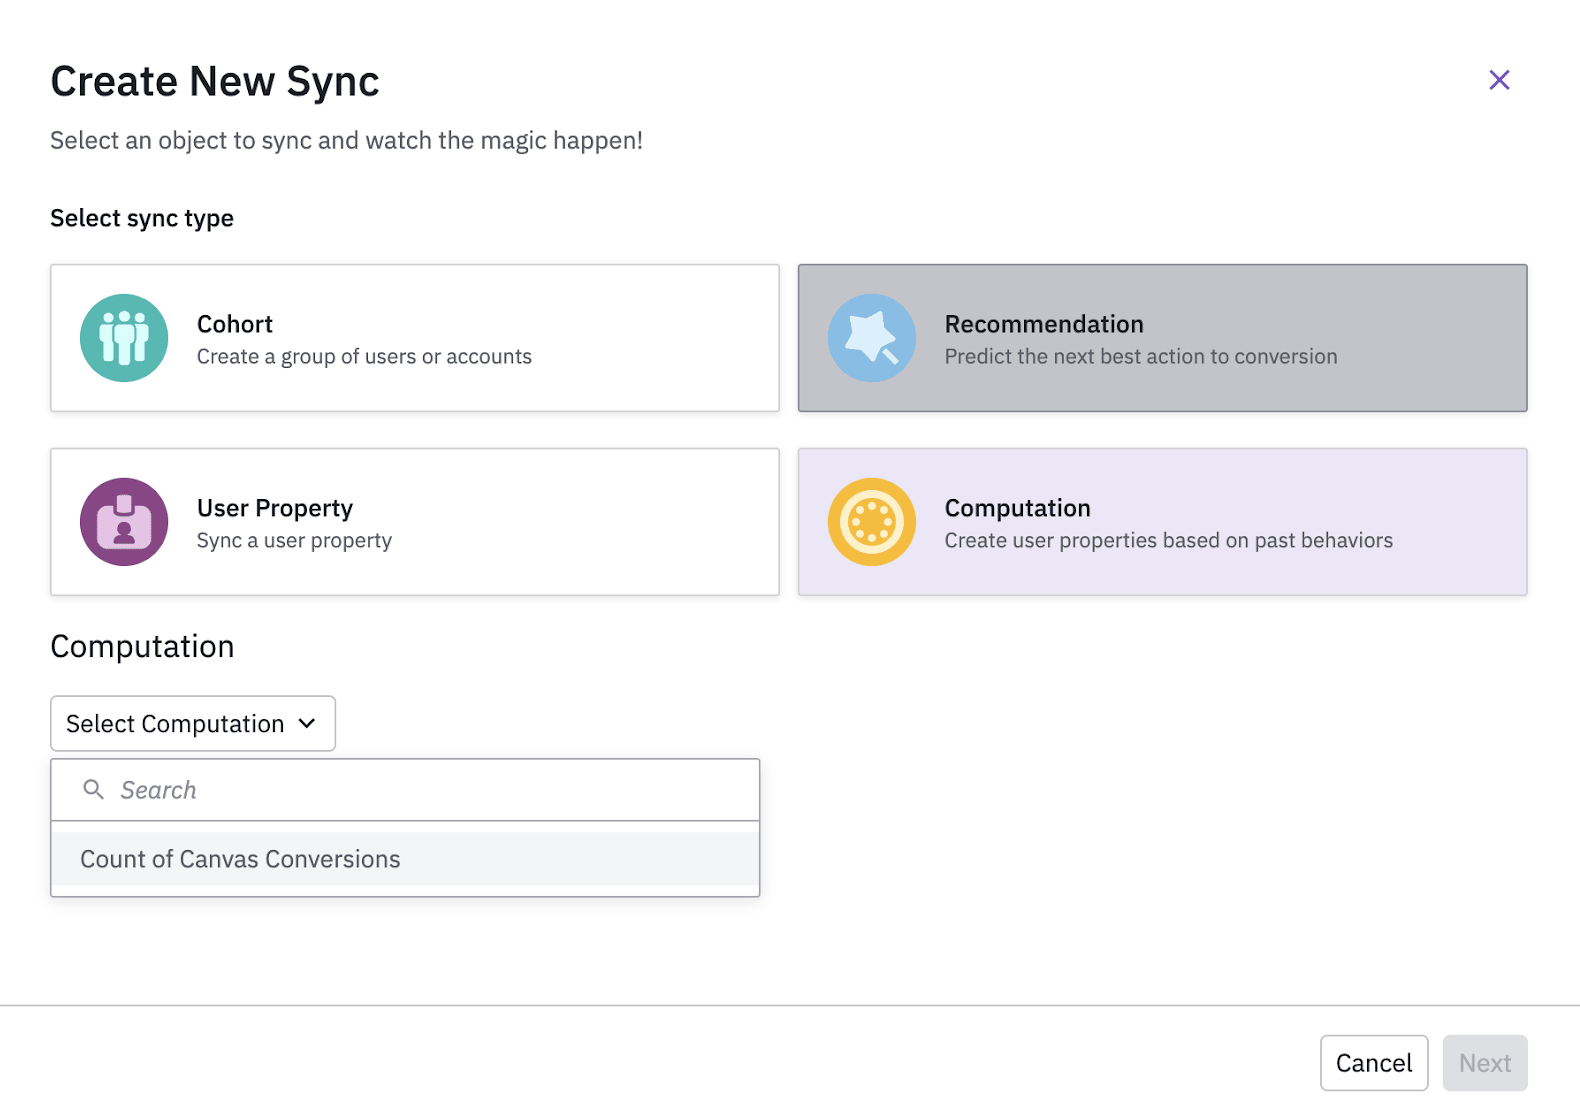 Create New Sync
Select an object to sync and watch the magic happen!
Select sync type
Cohort
Create a group of users or accounts
Recommendation
Predict the next best action to conversion
User Property
Sync a user property
Computation
Create user properties based on past behaviors
Computation
Select Computation
Search
Count of Canvas Conversions
Cancel
Next